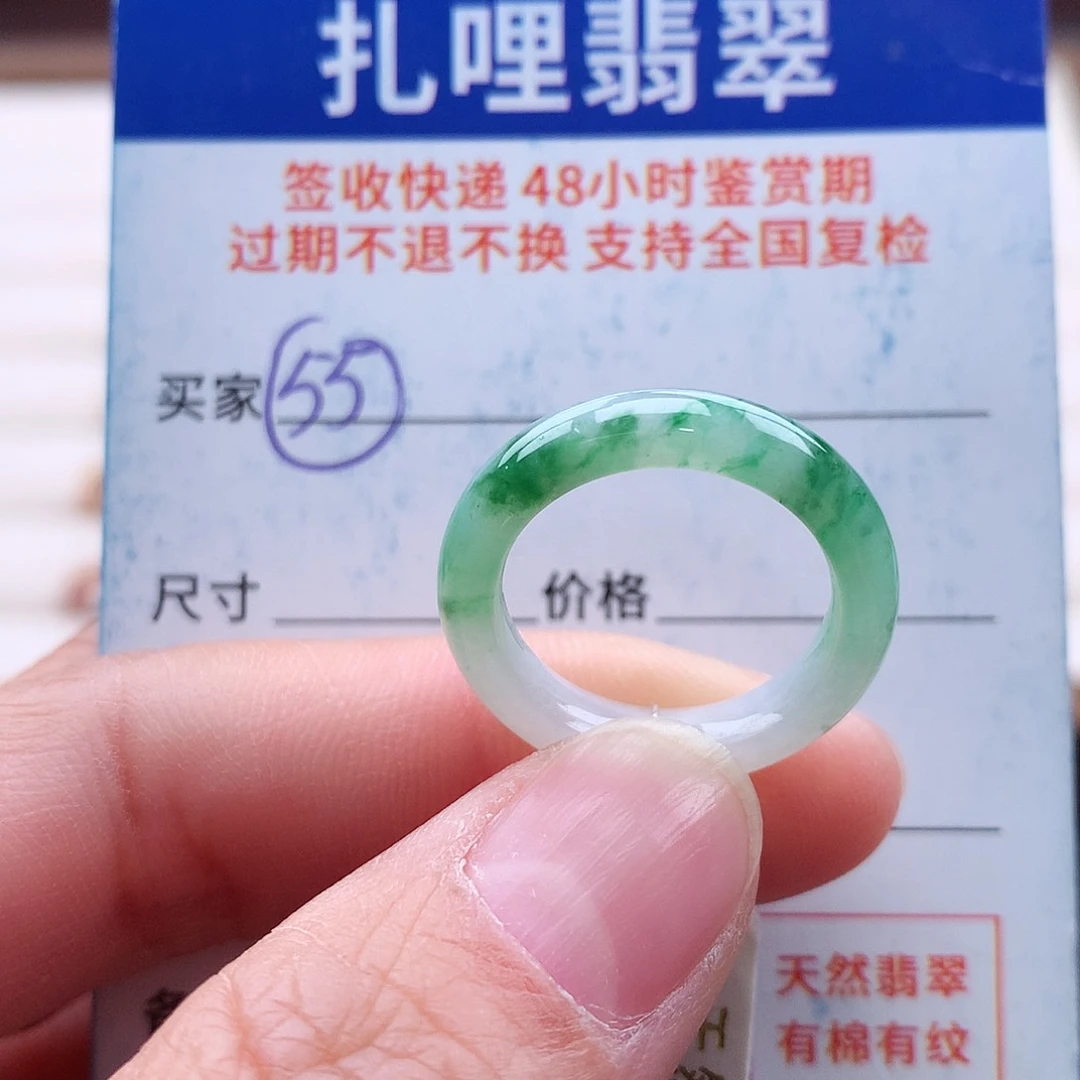 扎哩翡翠
签收快递 48小时鉴赏期
过期不退不换 支持全国复检
买家 55
尺寸 价格
天然翡翠
有棉有纹